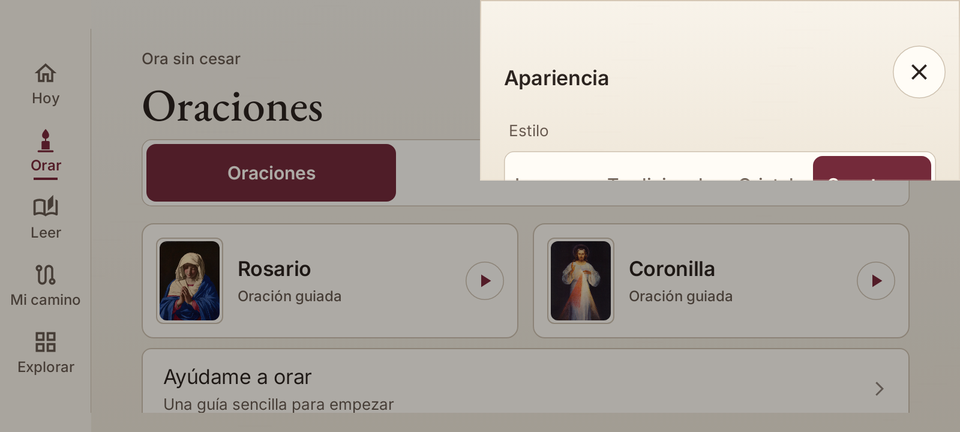 Ora sin cesar
Oraciones
Oraciones
Hoy
Orar
Leer
Mi camino
Explorar
Rosario
Oración guiada
Coronilla
Oración guiada
Ayúdame a orar
Una guía sencilla para empezar
Apariencia
Estilo